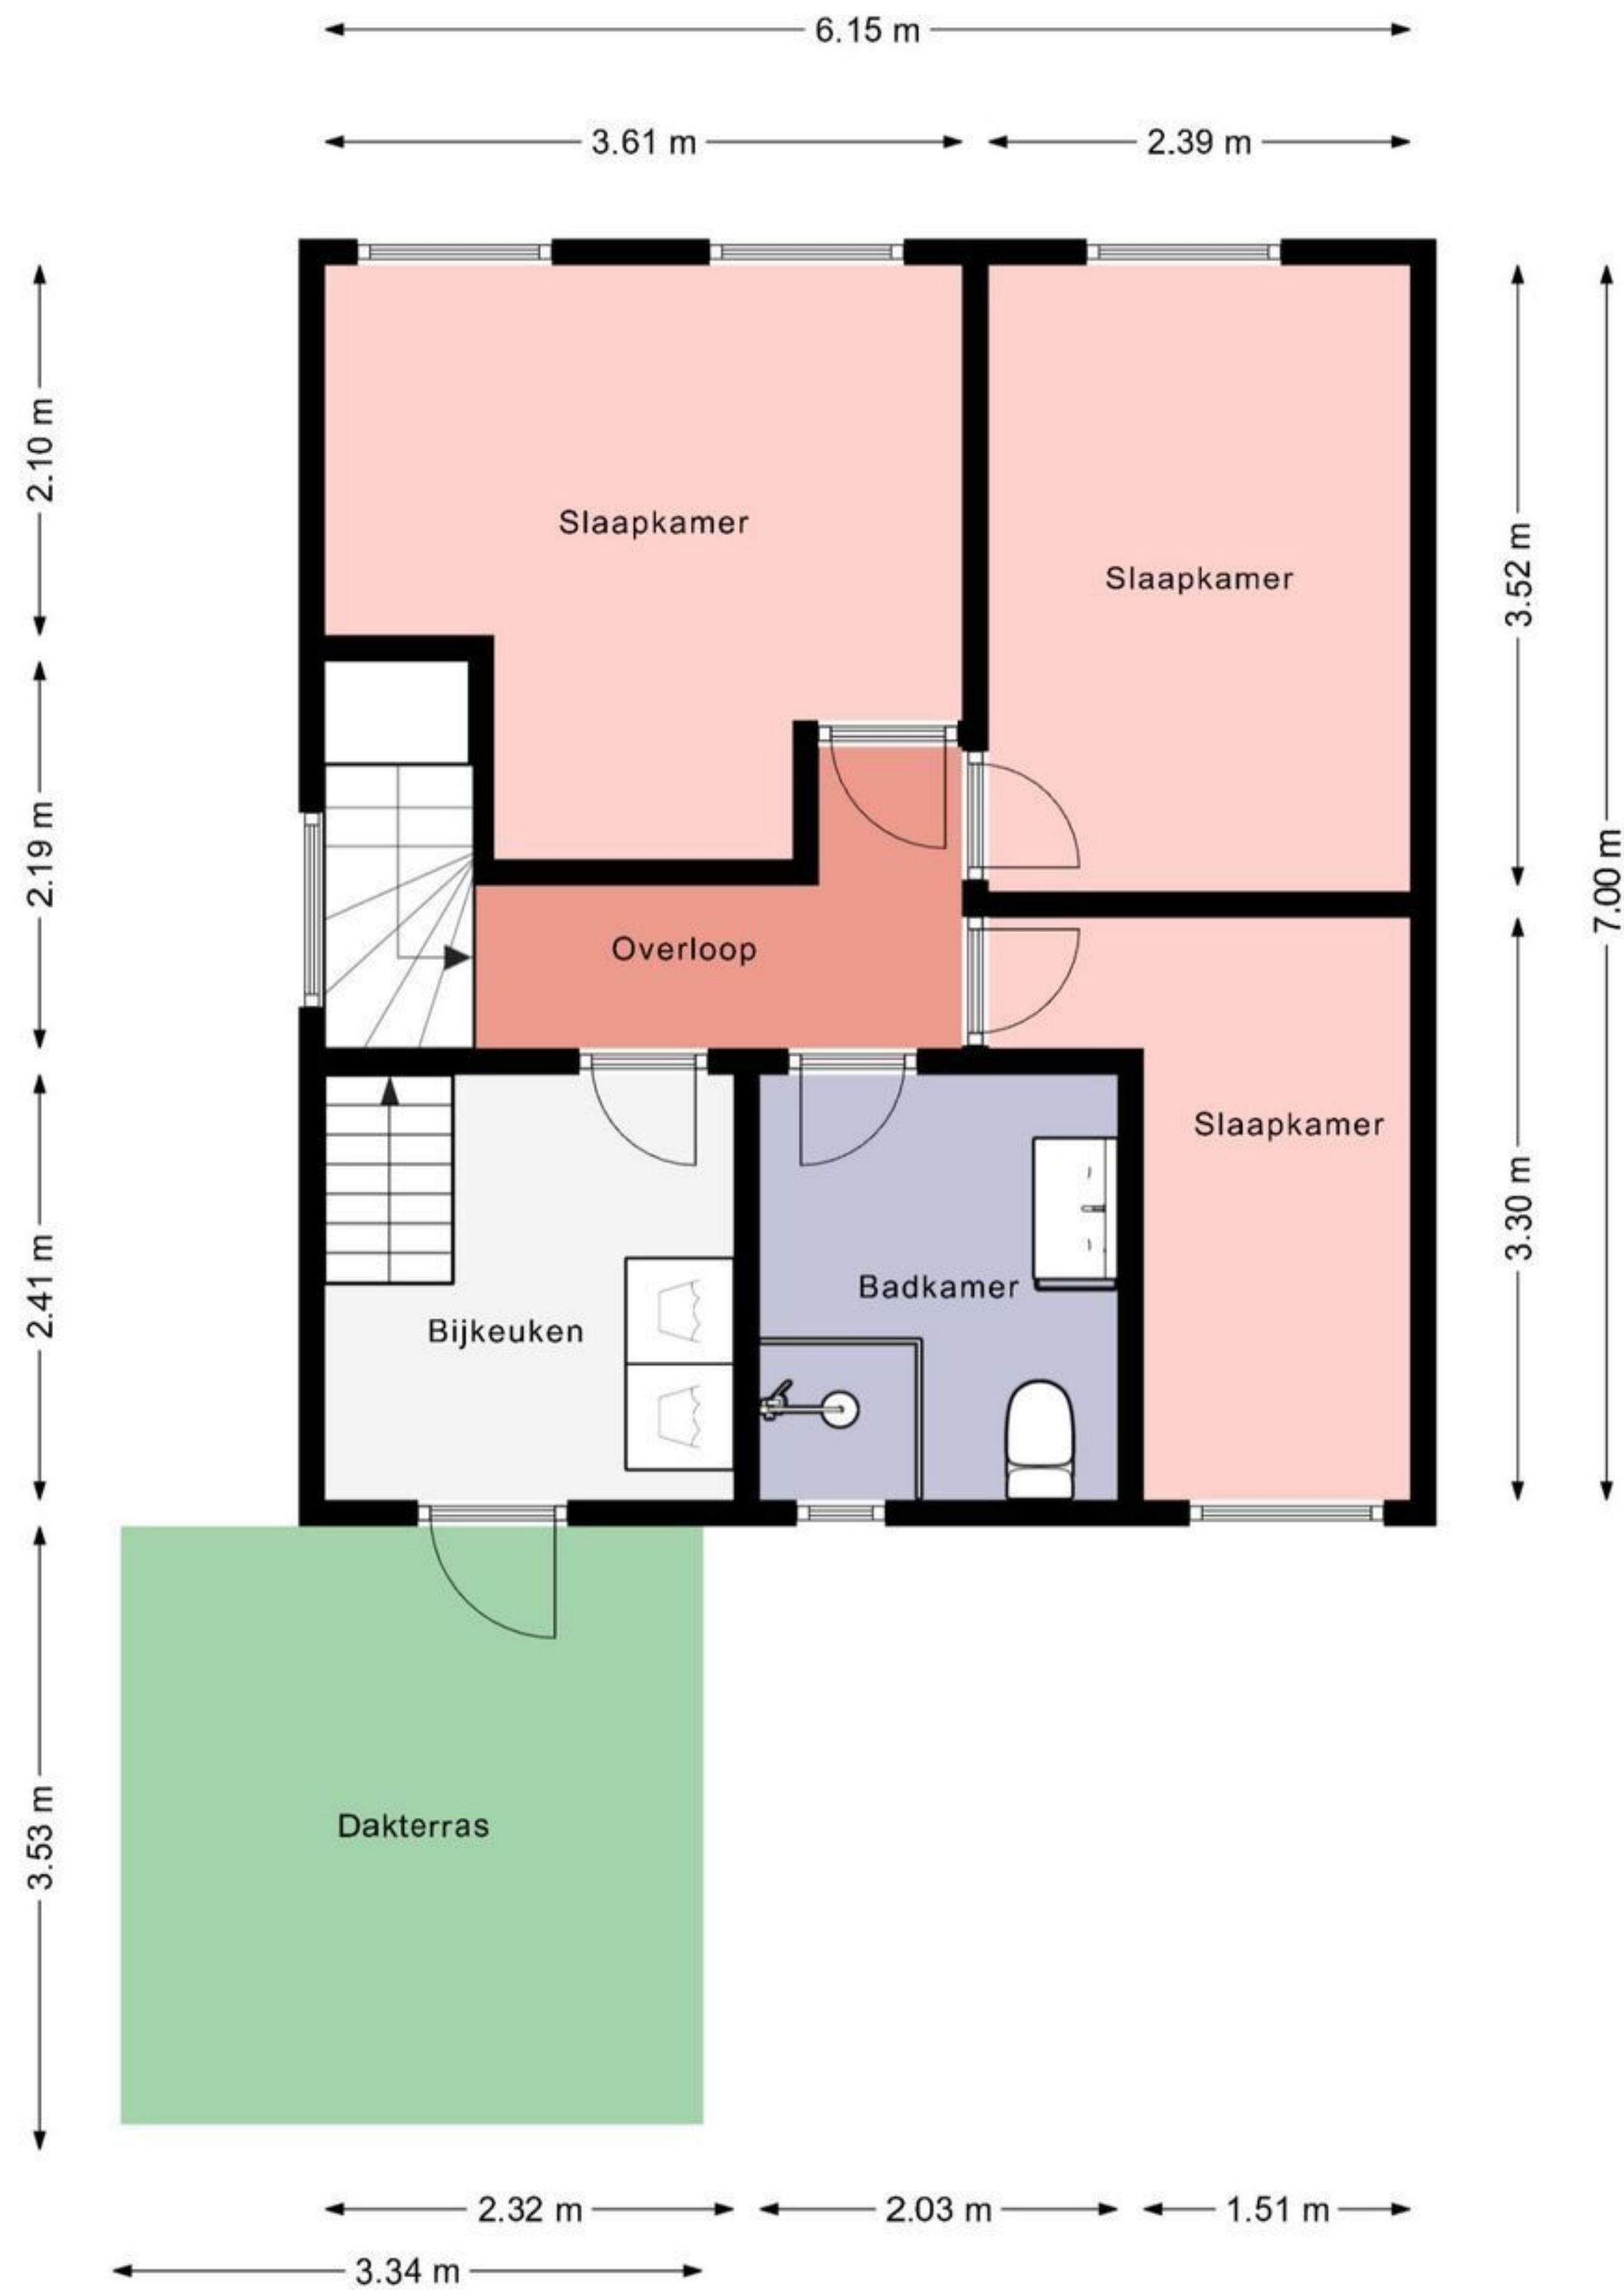 6.15 m
3.61 m
2.39 m
2.10 m
Slaapkamer
Slaapkamer
3.52 m
2.19 m
7.00 m
Overloop
Slaapkamer
3.30 m
2.41 m
Badkamer
Bijkeuken
Dakterras
3.53 m
2.32 m
2.03 m
1.51 m
3.34 m